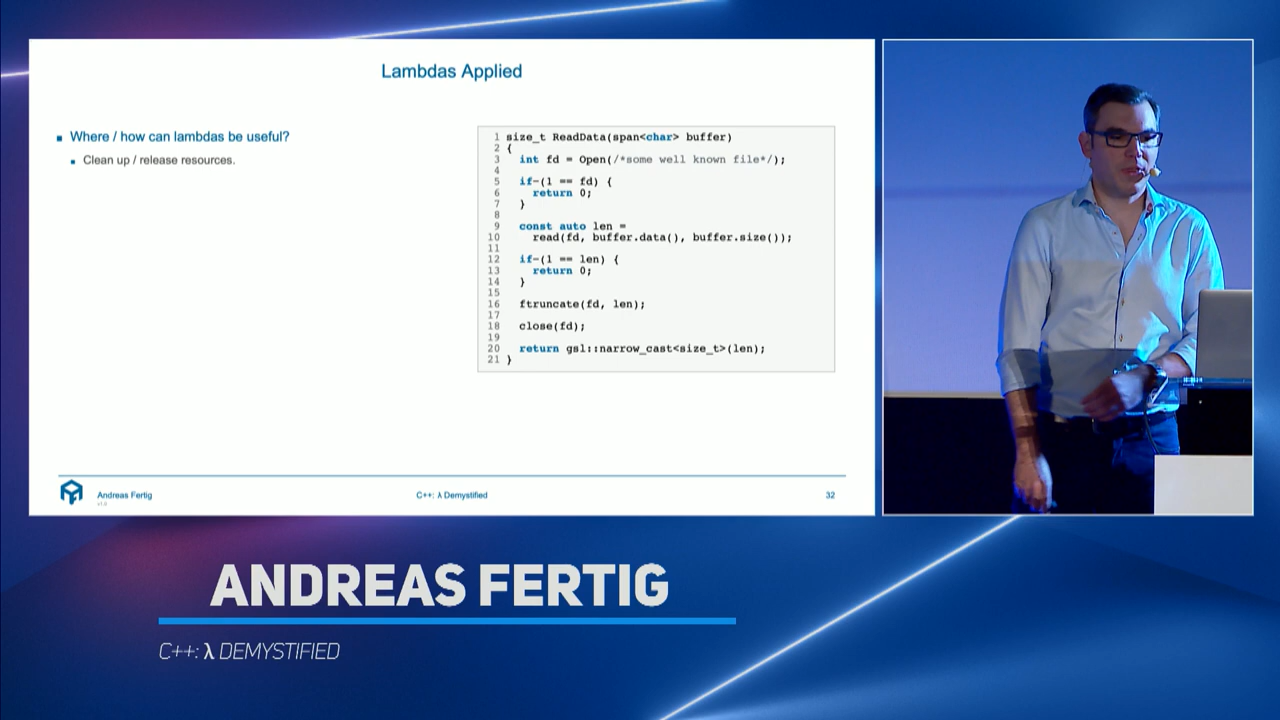 Lambdas Applied
Where / how can lambdas be useful?
Clean up / release resources.
1 size_t ReadData(span<char> buffer)
2 {
3 int fd = Open(/*some well known file*/);
4
5 if-(1 == fd) {
6 return 0;
7 }
8
9 const auto len =
10 read(fd, buffer.data(), buffer.size());
11
12 if-(1 == len) {
13 return 0;
14 }
15
16 ftruncate(fd, len);
17
18 close(fd);
19
20 return gsl::narrow_cast<size_t>(len);
21 }
Andreas Fertig
v1.0
C++: λ Demystified
32
ANDREAS FERTIG
C++: λ DEMYSTIFIED